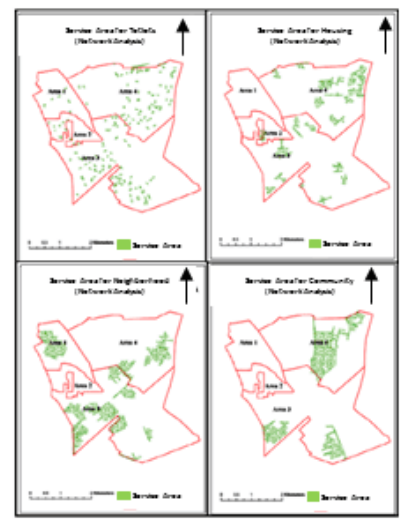 Service Area for Totlots
(Network Analysis)
Area 1
Area 4
Area 2
Area 3
Service Area
Service Area for Housing
(Network Analysis)
Area 1
Area 4
Area 2
Area 3
Service Area
Service Area for Neighborhood
(Network Analysis)
Area 1
Area 4
Area 2
Area 3
Service Area
Service Area for Community
(Network Analysis)
Area 1
Area 4
Area 2
Area 3
Service Area